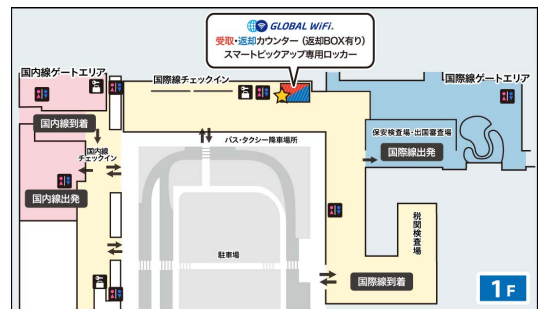 GLOBAL WiFi.
受取・返却カウンター (返却BOX有り)
スマートピックアップ専用ロッカー
国内線ゲートエリア
国際線チェックイン
国際線ゲートエリア
国内線到着
バス・タクシー降車場所
保安検査場・出国審査場
国内線
チェックイン
国際線出発
国内線出発
税関検査場
駐車場
国際線到着
1F